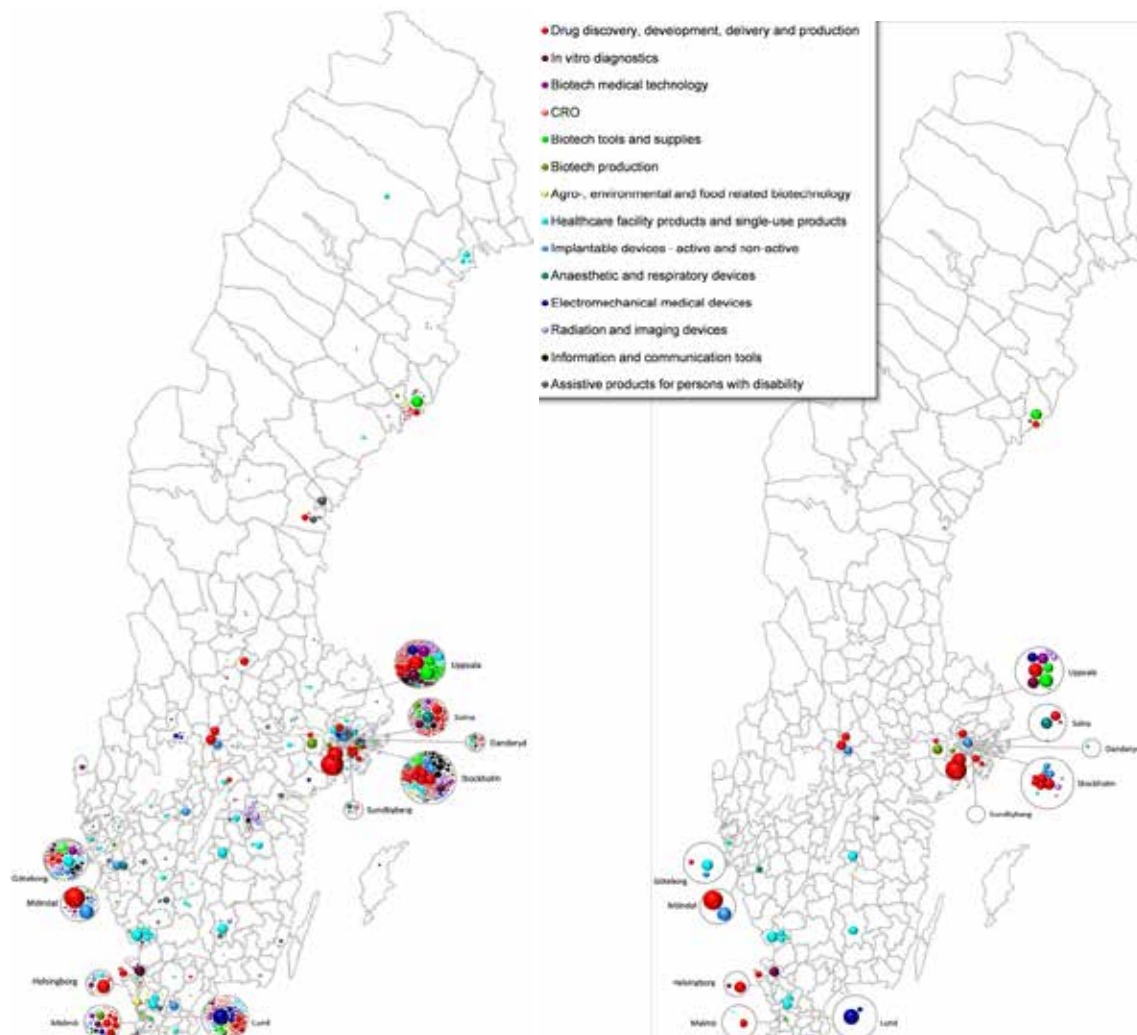 Drug discovery, development, delivery and production
In vitro diagnostics
Biotech medical technology
CRO
Biotech tools and supplies
Biotech production
Agro-, environmental and food related biotechnology
Healthcare facility products and single-use products
Implantable devices - active and non-active
Anaesthetic and respiratory devices
Electromechanical medical devices
Radiation and imaging devices
Information and communication tools
Assistive products for persons with disability
Uppsala
Solna
Danderyd
Stockholm
Sundbyberg
Göteborg
Mölndal
Helsingborg
Malmö
Lund
Uppsala
Solna
Danderyd
Stockholm
Sundbyberg
Göteborg
Mölndal
Helsingborg
Malmö
Lund